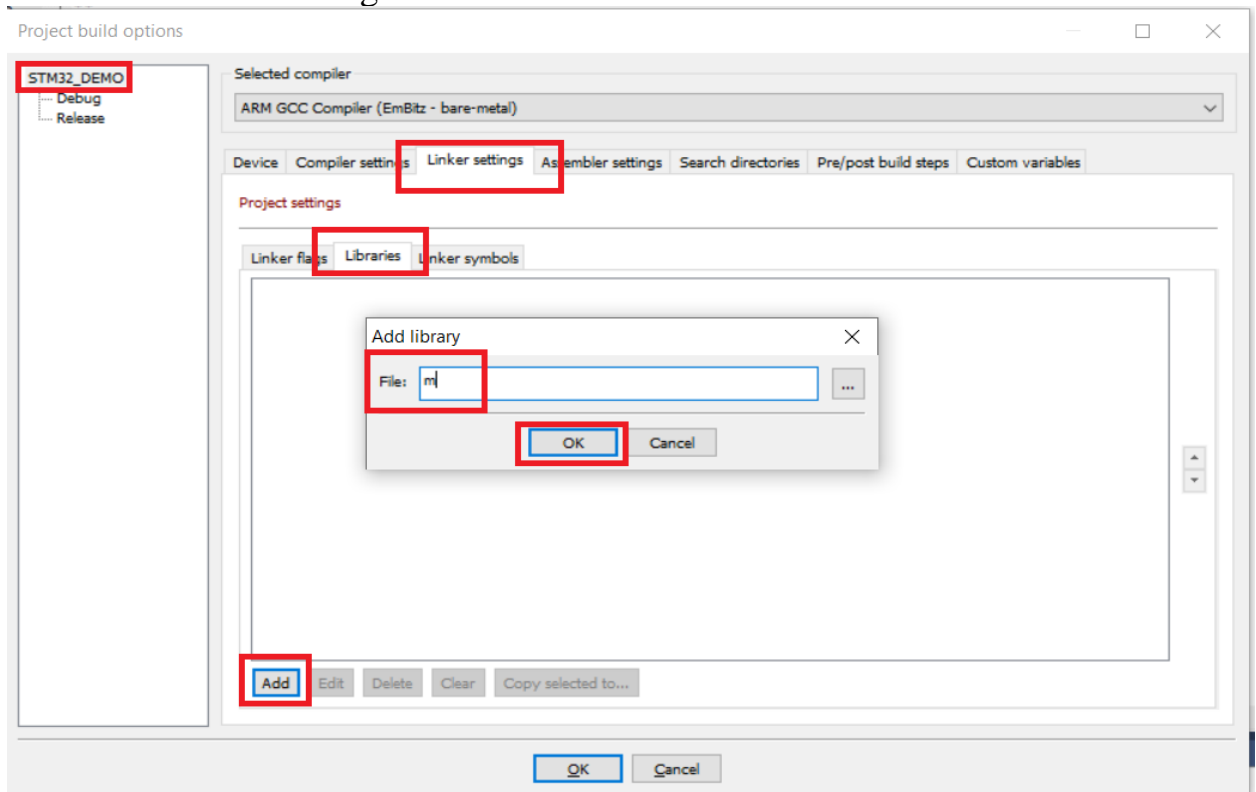 Project build options
STM32_DEMO
Debug
Release
Selected compiler
ARM GCC Compiler (EmBitz - bare-metal)
Device Compiler settings Linker settings Assembler settings Search directories Pre/post build steps Custom variables
Project settings
Linker flags Libraries Linker symbols
Add library
File: m
...
OK Cancel
Add Edit Delete Clear Copy selected to...
OK Cancel